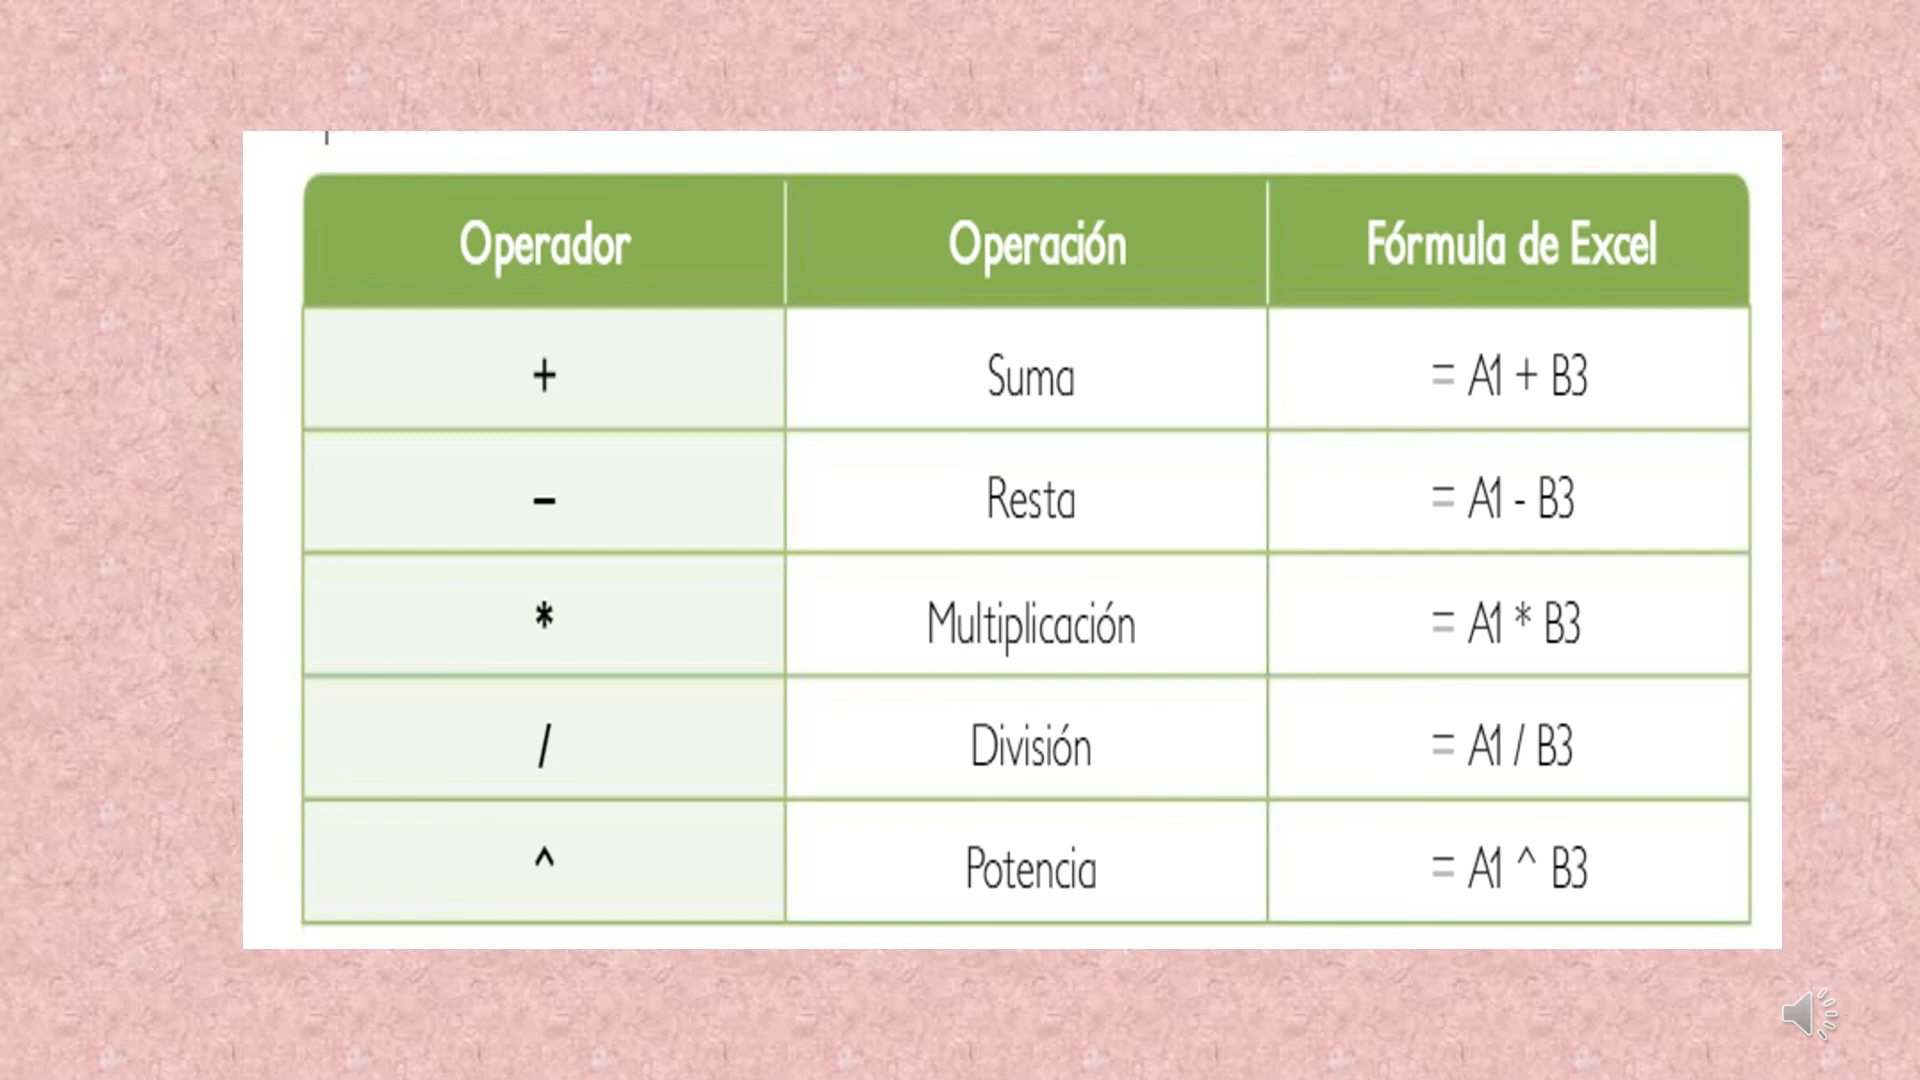 Operador Operación Fórmula de Excel
+ Suma = A1 + B3
- Resta = A1 - B3
* Multiplicación = A1 * B3
/ División = A1 / B3
^ Potencia = A1 ^ B3